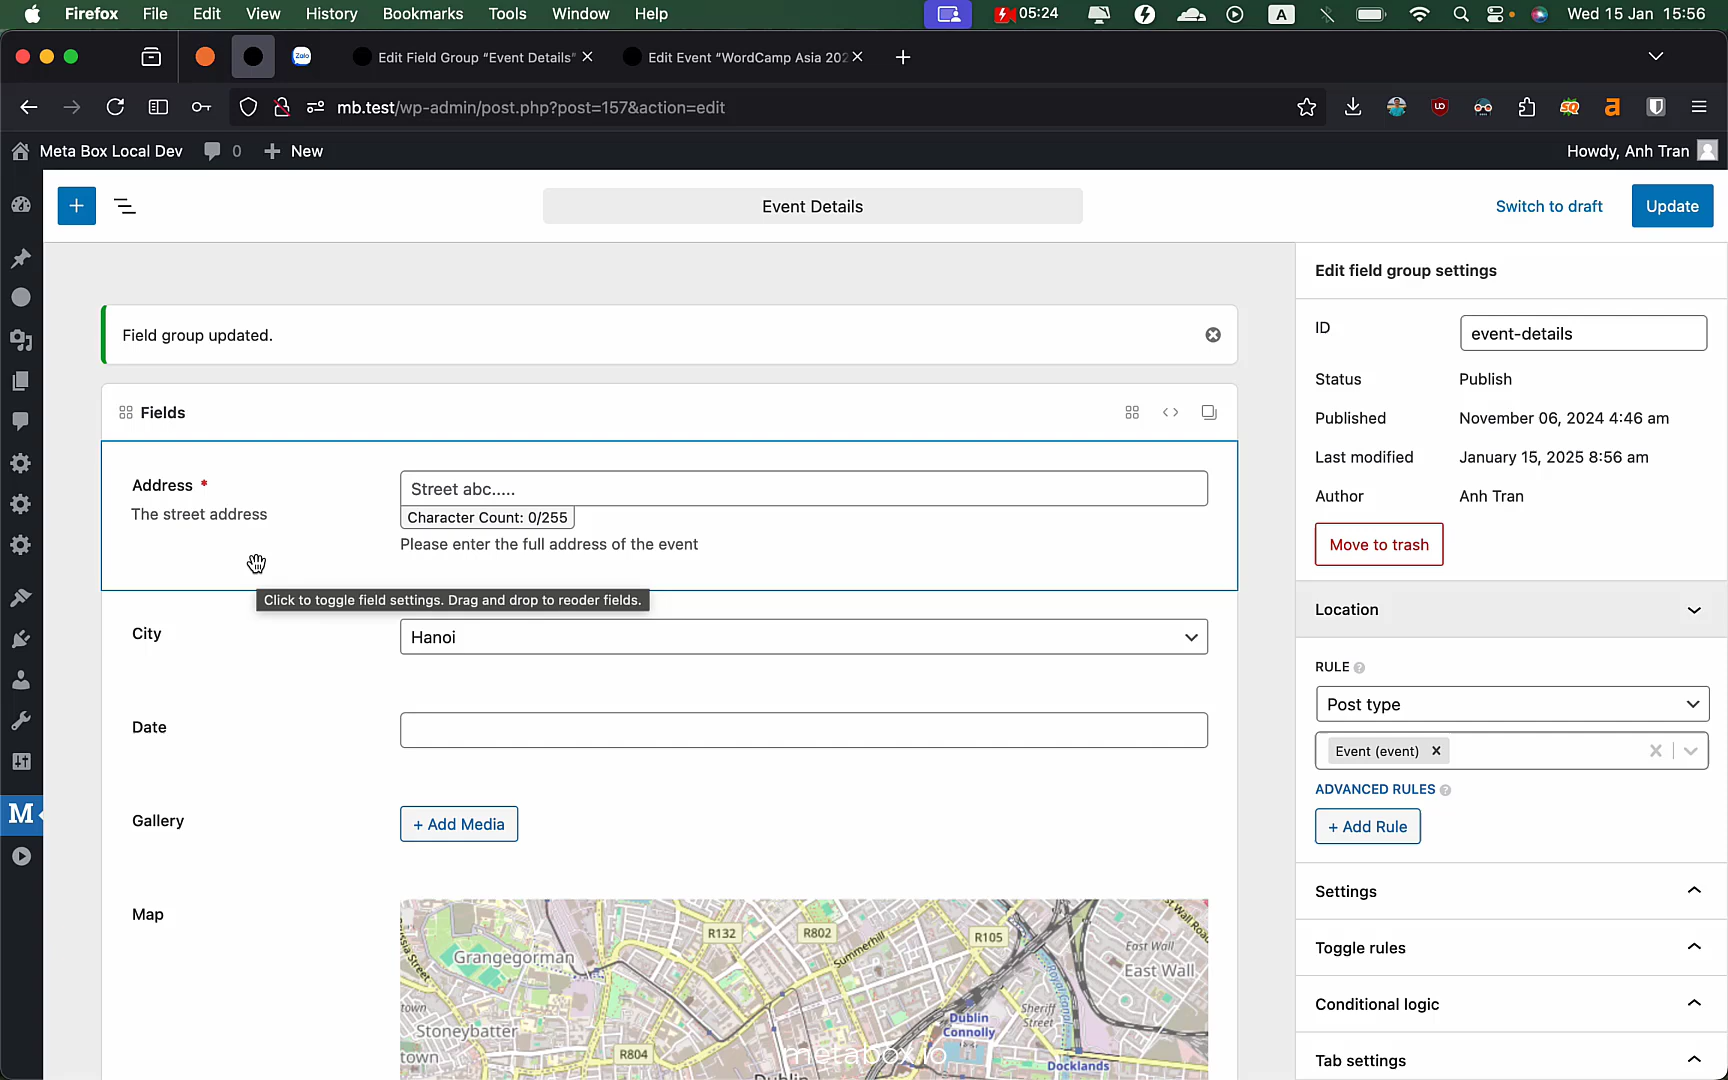 Firefox File Edit View History Bookmarks Tools Window Help 05:24 A Wed 15 Jan 15:56
Zalo Edit Field Group “Event Details” Edit Event “WordCamp Asia 202
mb.test/wp-admin/post.php?post=157&action=edit
Meta Box Local Dev 0 New Howdy, Anh Tran
Event Details Switch to draft Update
Edit field group settings
Field group updated.
ID event-details
Status Publish
Published November 06, 2024 4:46 am
Last modified January 15, 2025 8:56 am
Author Anh Tran
Move to trash
Fields
Address *
The street address
Street abc.....
Character Count: 0/255
Please enter the full address of the event
Click to toggle field settings. Drag and drop to reoder fields.
City Hanoi
Date
Gallery + Add Media
Map
Location
RULE
Post type
Event (event)
ADVANCED RULES
+ Add Rule
Settings
Toggle rules
Conditional logic
Tab settings
M
R132 R802 R105
Grangegorman
Summerhill
East Wall
East Wall
Stoneybatter
Sheriff
Street
Dublin
Connolly
R804
town
town
Docklands
Dublin
metabox.io